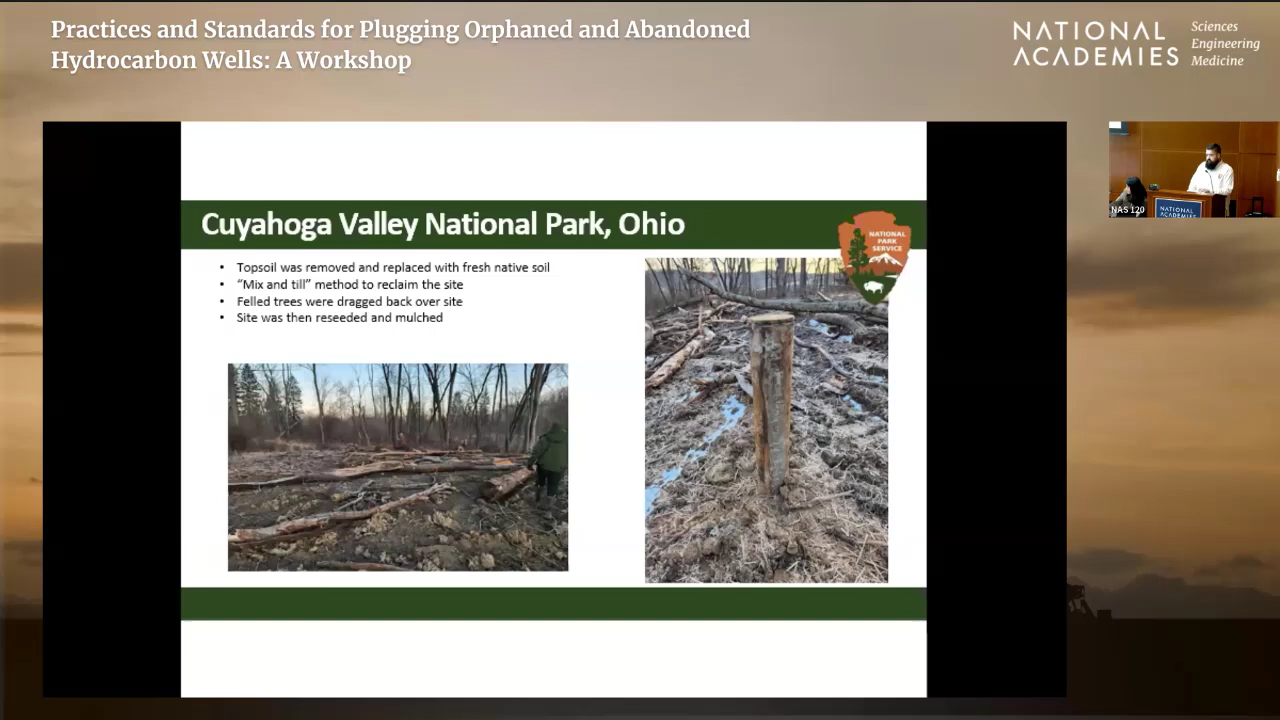 Practices and Standards for Plugging Orphaned and Abandoned
Hydrocarbon Wells: A Workshop
NATIONAL
ACADEMIES
Sciences
Engineering
Medicine
Cuyahoga Valley National Park, Ohio
NATIONAL
PARK
SERVICE
• Topsoil was removed and replaced with fresh native soil
• “Mix and till” method to reclaim the site
• Felled trees were dragged back over site
• Site was then reseeded and mulched
NAS 120
NATIONAL
ACADEMIES